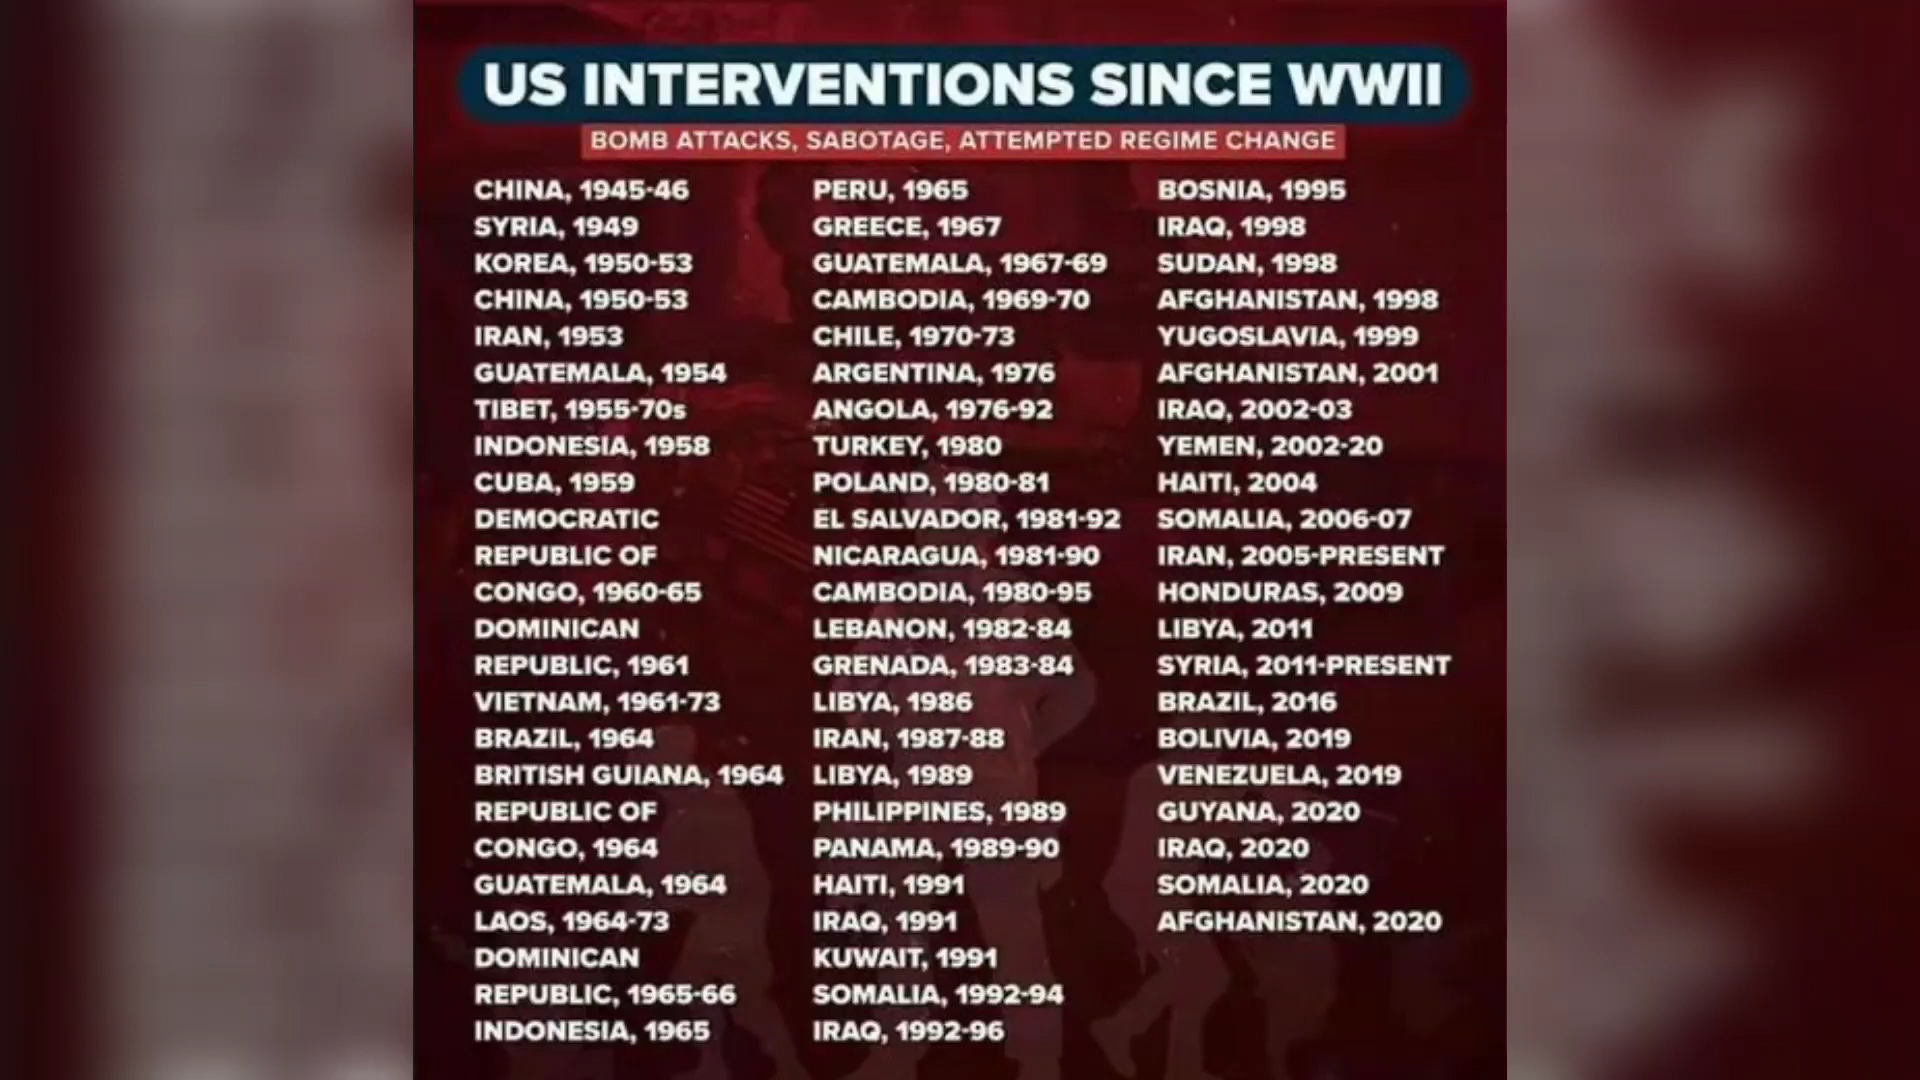 US INTERVENTIONS SINCE WWII
BOMB ATTACKS, SABOTAGE, ATTEMPTED REGIME CHANGE
CHINA, 1945-46
SYRIA, 1949
KOREA, 1950-53
CHINA, 1950-53
IRAN, 1953
GUATEMALA, 1954
TIBET, 1955-70s
INDONESIA, 1958
CUBA, 1959
DEMOCRATIC
REPUBLIC OF
CONGO, 1960-65
DOMINICAN
REPUBLIC, 1961
VIETNAM, 1961-73
BRAZIL, 1964
BRITISH GUIANA, 1964
REPUBLIC OF
CONGO, 1964
GUATEMALA, 1964
LAOS, 1964-73
DOMINICAN
REPUBLIC, 1965-66
INDONESIA, 1965
PERU, 1965
GREECE, 1967
GUATEMALA, 1967-69
CAMBODIA, 1969-70
CHILE, 1970-73
ARGENTINA, 1976
ANGOLA, 1976-92
TURKEY, 1980
POLAND, 1980-81
EL SALVADOR, 1981-92
NICARAGUA, 1981-90
CAMBODIA, 1980-95
LEBANON, 1982-84
GRENADA, 1983-84
LIBYA, 1986
IRAN, 1987-88
LIBYA, 1989
PHILIPPINES, 1989
PANAMA, 1989-90
HAITI, 1991
IRAQ, 1991
KUWAIT, 1991
SOMALIA, 1992-94
IRAQ, 1992-96
BOSNIA, 1995
IRAQ, 1998
SUDAN, 1998
AFGHANISTAN, 1998
YUGOSLAVIA, 1999
AFGHANISTAN, 2001
IRAQ, 2002-03
YEMEN, 2002-20
HAITI, 2004
SOMALIA, 2006-07
IRAN, 2005-PRESENT
HONDURAS, 2009
LIBYA, 2011
SYRIA, 2011-PRESENT
BRAZIL, 2016
BOLIVIA, 2019
VENEZUELA, 2019
GUYANA, 2020
IRAQ, 2020
SOMALIA, 2020
AFGHANISTAN, 2020